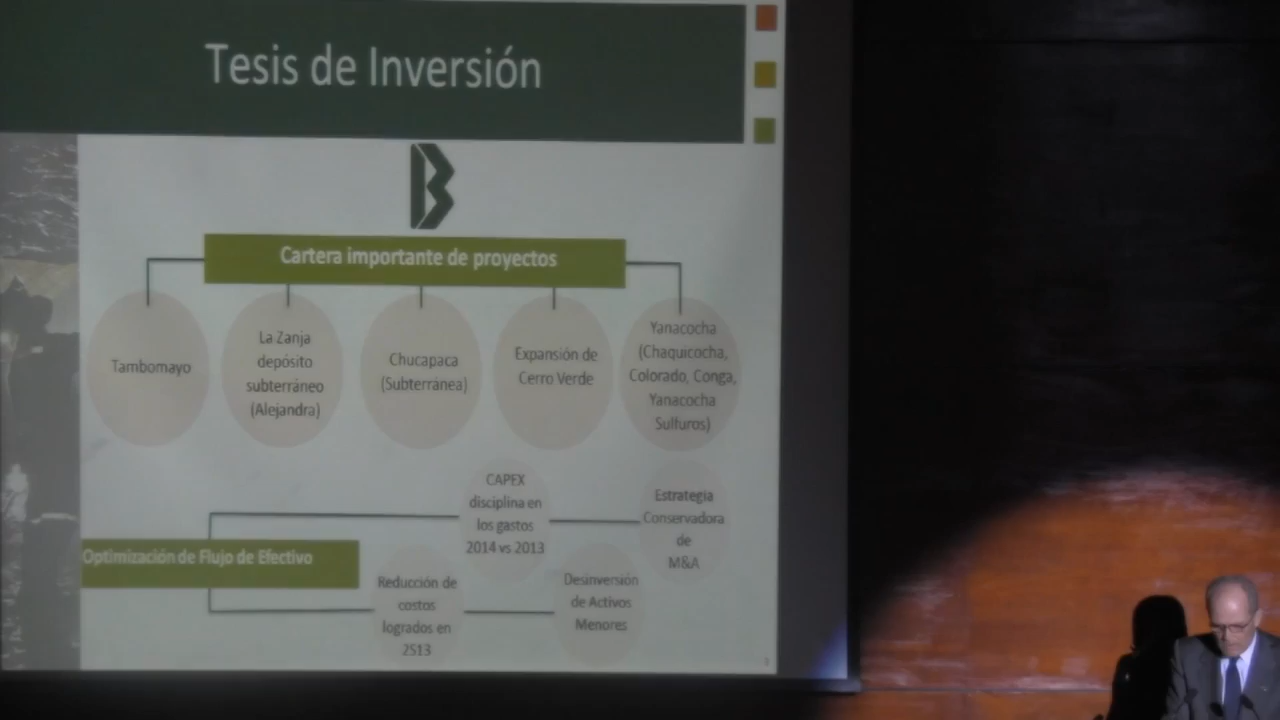 Tesis de Inversión
B
Cartera importante de proyectos
Tambomayo
La Zanja
depósito
subterráneo
(Alejandra)
Chucapaca
(Subterránea)
Expansión de
Cerro Verde
Yanacocha
(Chaquicocha,
Colorado, Conga,
Yanacocha
Sulfuros)
Optimización de Flujo de Efectivo
CAPEX
disciplina en
los gastos
2014 vs 2013
Estrategia
Conservadora
de
M&A
Reducción de
costos
logrados en
2S13
Desinversión
de Activos
Menores